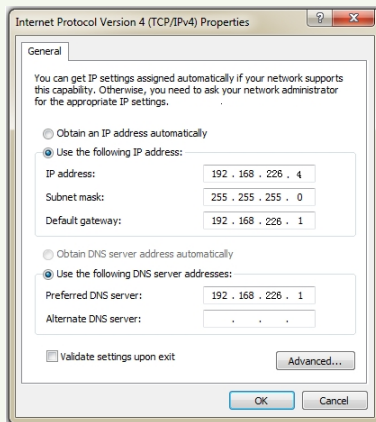 Internet Protocol Version 4 (TCP/IPv4) Properties
General
You can get IP settings assigned automatically if your network supports
this capability. Otherwise, you need to ask your network administrator
for the appropriate IP settings.
Obtain an IP address automatically
Use the following IP address:
IP address: 192 . 168 . 226 . 4
Subnet mask: 255 . 255 . 255 . 0
Default gateway: 192 . 168 . 226 . 1
Obtain DNS server address automatically
Use the following DNS server addresses:
Preferred DNS server: 192 . 168 . 226 . 1
Alternate DNS server: . . .
Validate settings upon exit
Advanced...
OK Cancel